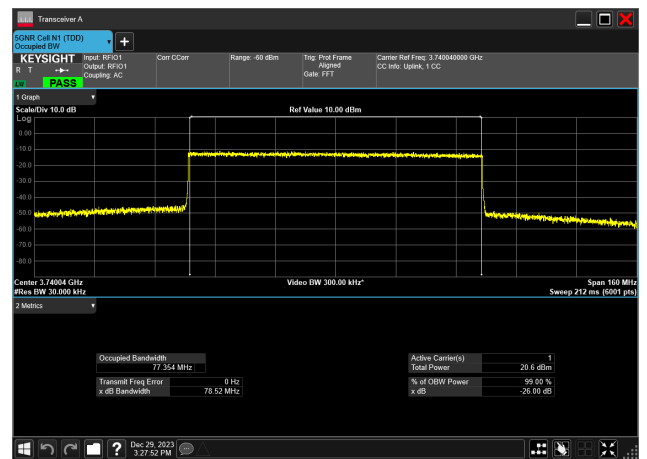 Transceiver A
5GNR Cell N1 (TDD)
Occupied BW
KEYSIGHT
R T
PASS
Input: RFIO1
Output: RFIO1
Coupling: AC
Corr CCorr
Range: -60 dBm
Trig: Prot Frame
Aligned
Gate: FFT
Carrier Ref Freq: 3.740040000 GHz
CC Info: Uplink, 1 CC
1 Graph
Scale/Div 10.0 dB
Ref Value 10.00 dBm
Log
0.00
-10.0
-20.0
-30.0
-40.0
-50.0
-60.0
-70.0
-80.0
Center 3.74004 GHz
Video BW 300.00 kHz*
Span 160 MHz
#Res BW 30.000 kHz
Sweep 212 ms (6001 pts)
2 Metrics
Occupied Bandwidth
77.354 MHz
Active Carrier(s) 1
Total Power 20.6 dBm
Transmit Freq Error 0 Hz
x dB Bandwidth 78.52 MHz
% of OBW Power 99.00 %
x dB -26.00 dB
?
Dec 29, 2023
3:27:52 PM